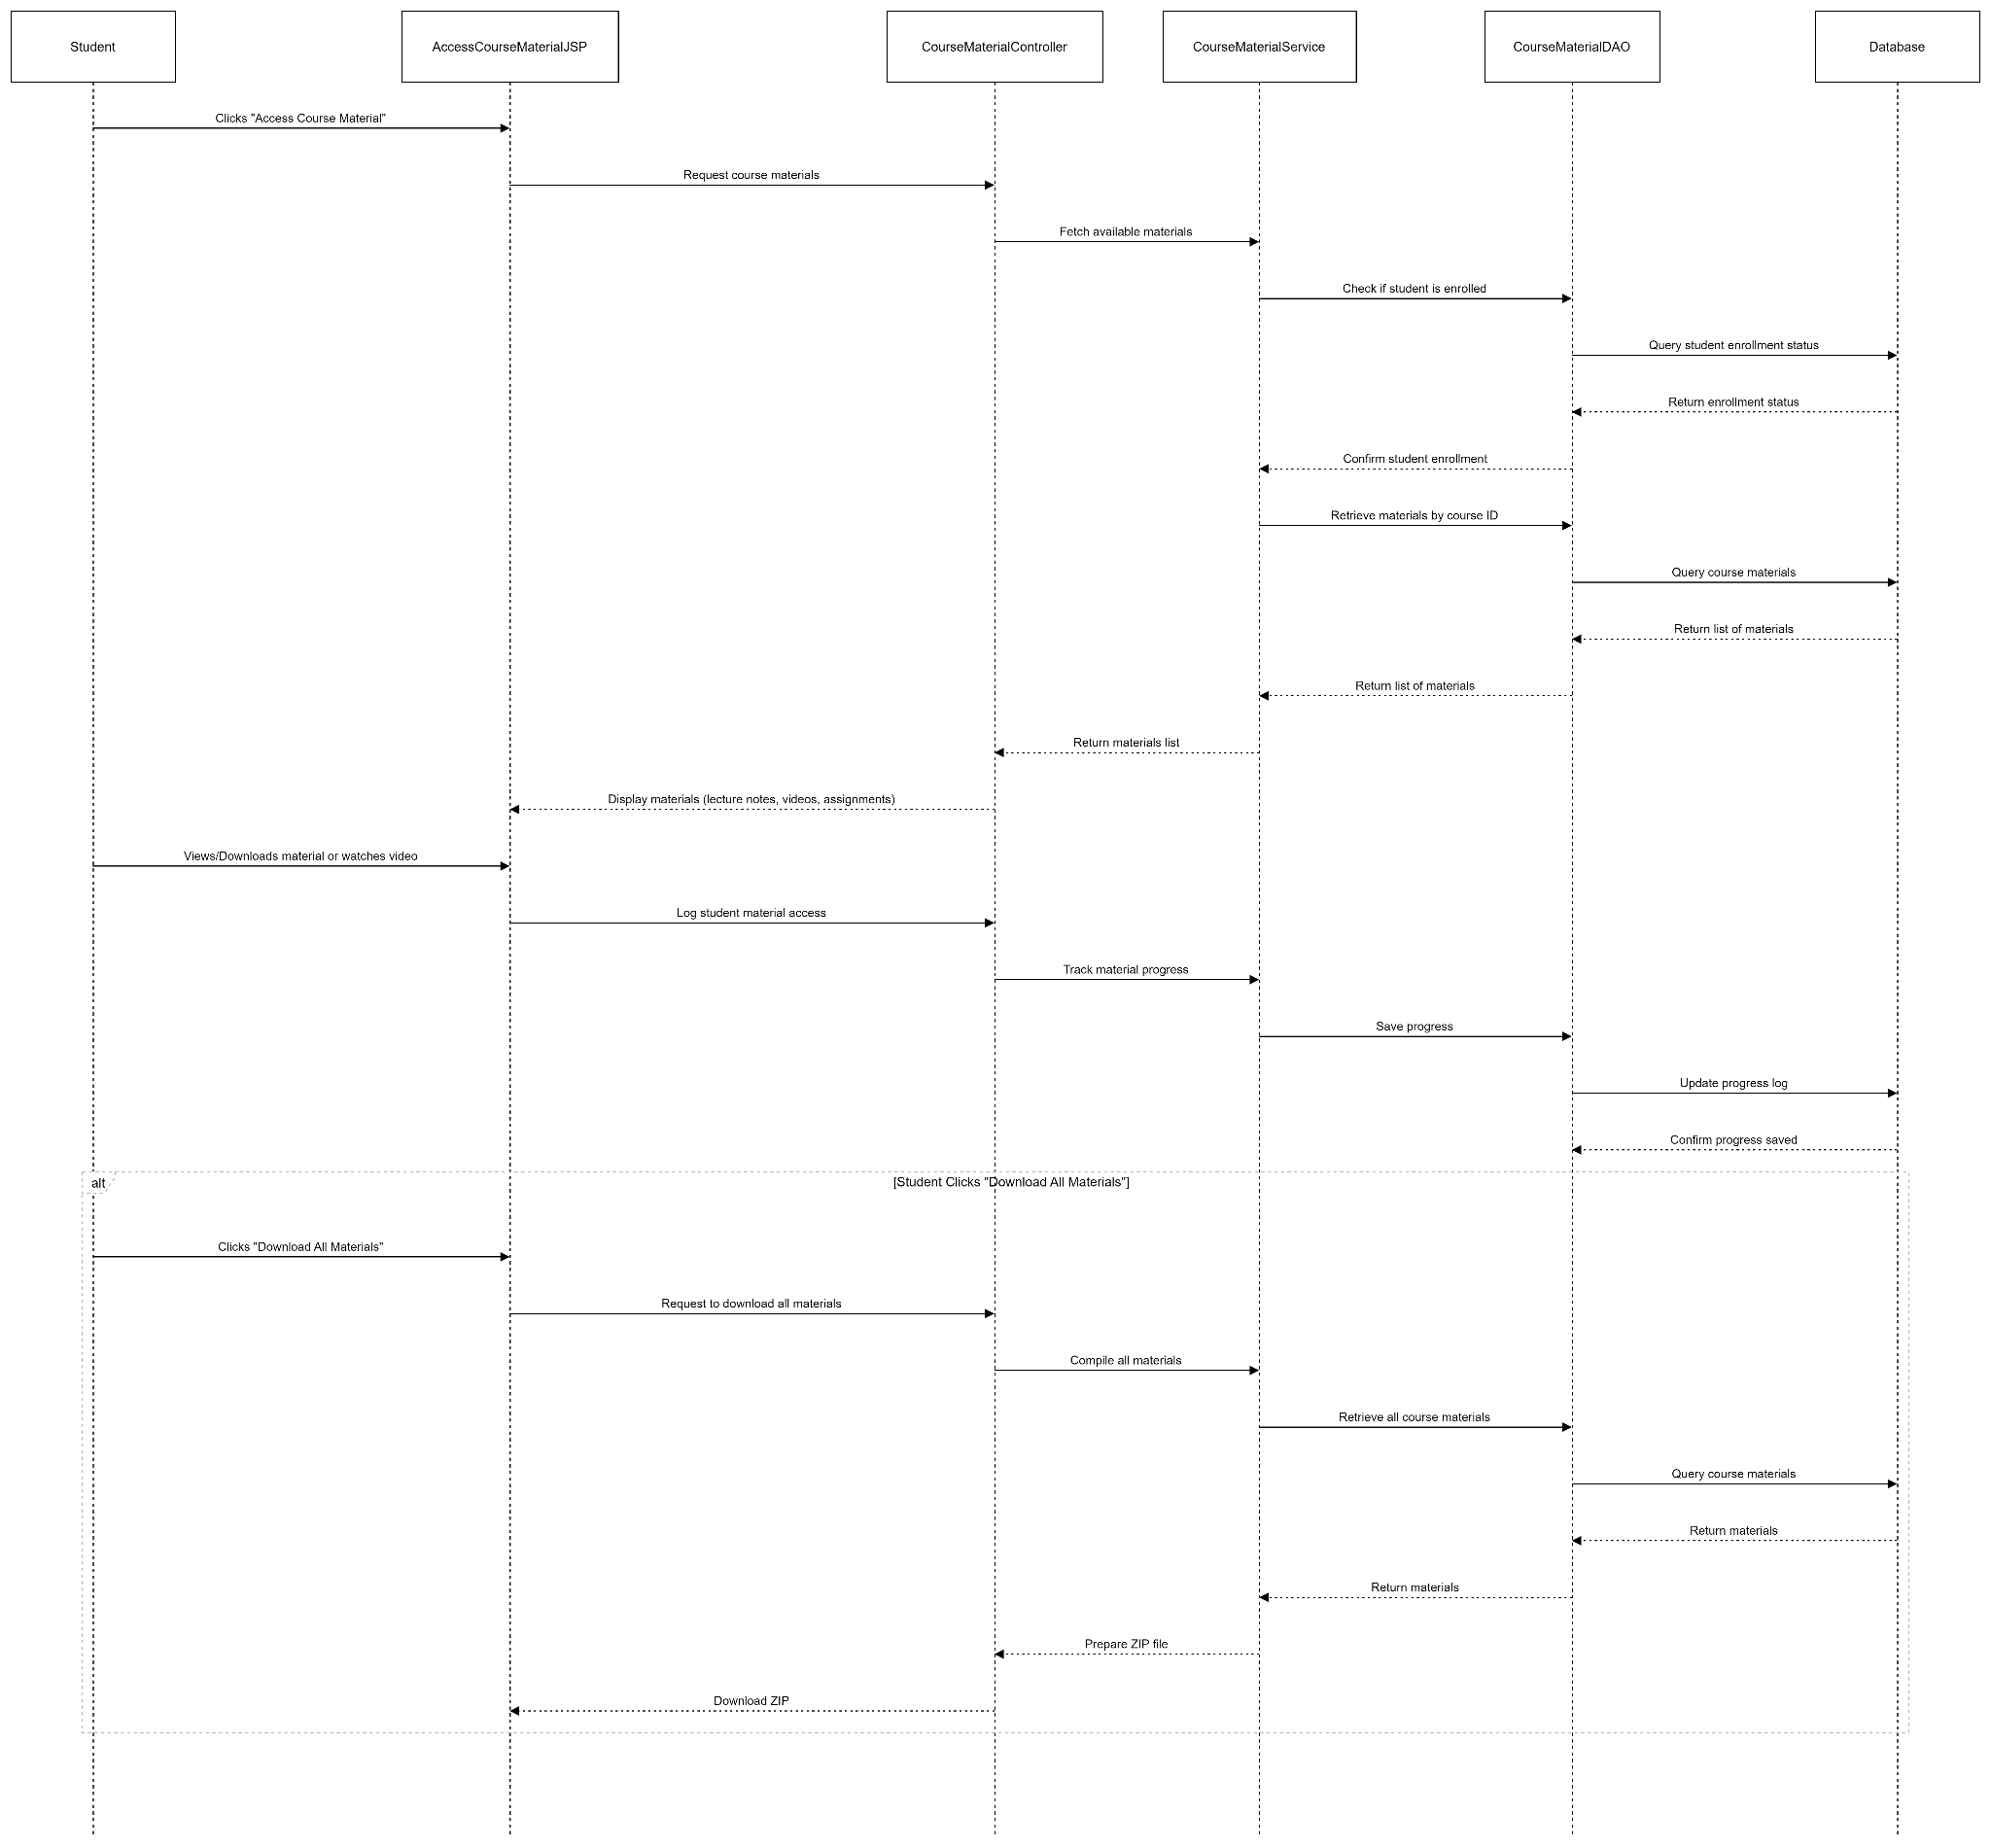 Student
AccessCourseMaterialJSP
CourseMaterialController
CourseMaterialService
CourseMaterialDAO
Database
Clicks "Access Course Material"
Request course materials
Fetch available materials
Check if student is enrolled
Query student enrollment status
Return enrollment status
Confirm student enrollment
Retrieve materials by course ID
Query course materials
Return list of materials
Return list of materials
Return materials list
Display materials (lecture notes, videos, assignments)
Views/Downloads material or watches video
Log student material access
Track material progress
Save progress
Update progress log
Confirm progress saved
alt
[Student Clicks "Download All Materials"]
Clicks "Download All Materials"
Request to download all materials
Compile all materials
Retrieve all course materials
Query course materials
Return materials
Return materials
Prepare ZIP file
Download ZIP